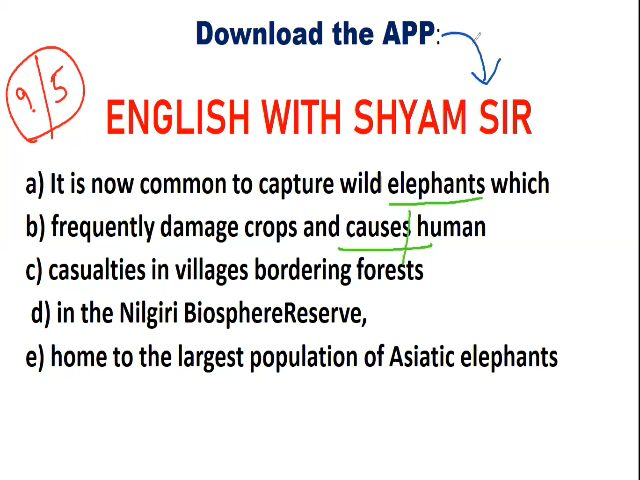 Download the APP:
9. 5
ENGLISH WITH SHYAM SIR
a) It is now common to capture wild elephants which
b) frequently damage crops and causes human
c) casualties in villages bordering forests
d) in the Nilgiri BiosphereReserve,
e) home to the largest population of Asiatic elephants